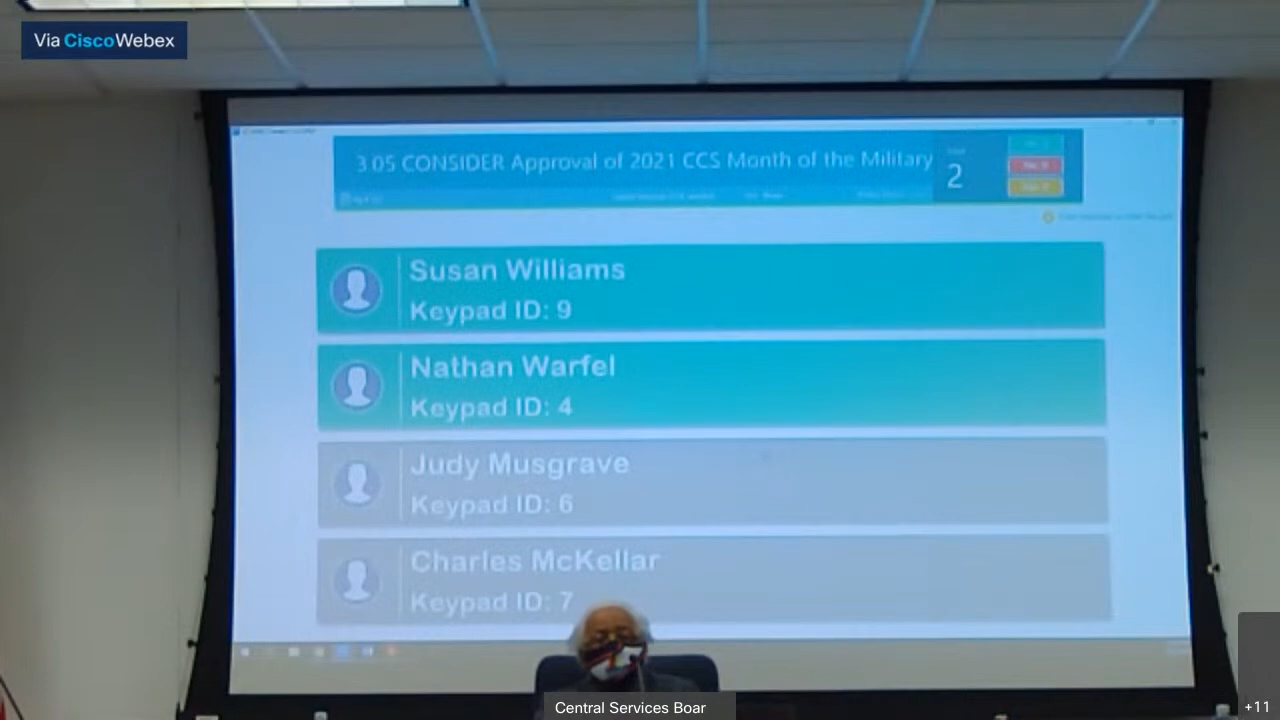 Via CiscoWebex
3.05 CONSIDER Approval of 2021 CCS Month of the Military
2
Susan Williams
Keypad ID: 9
Nathan Warfel
Keypad ID: 4
Judy Musgrave
Keypad ID: 6
Charles McKellar
Keypad ID: 7
Central Services Boar
+11